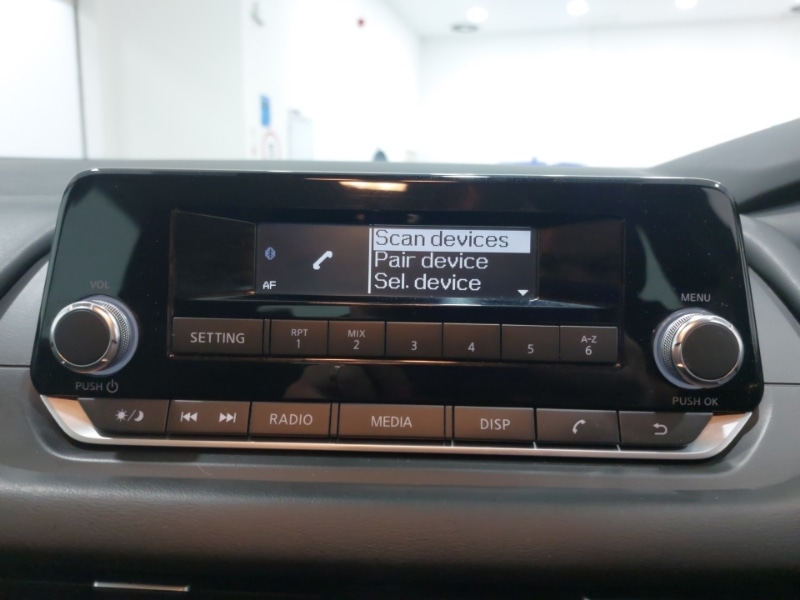 Scan devices
Pair device
Sel. device
AF
VOL
MENU
SETTING
RPT
1
MIX
2
3
4
5
A-Z
6
PUSH
PUSH OK
RADIO
MEDIA
DISP